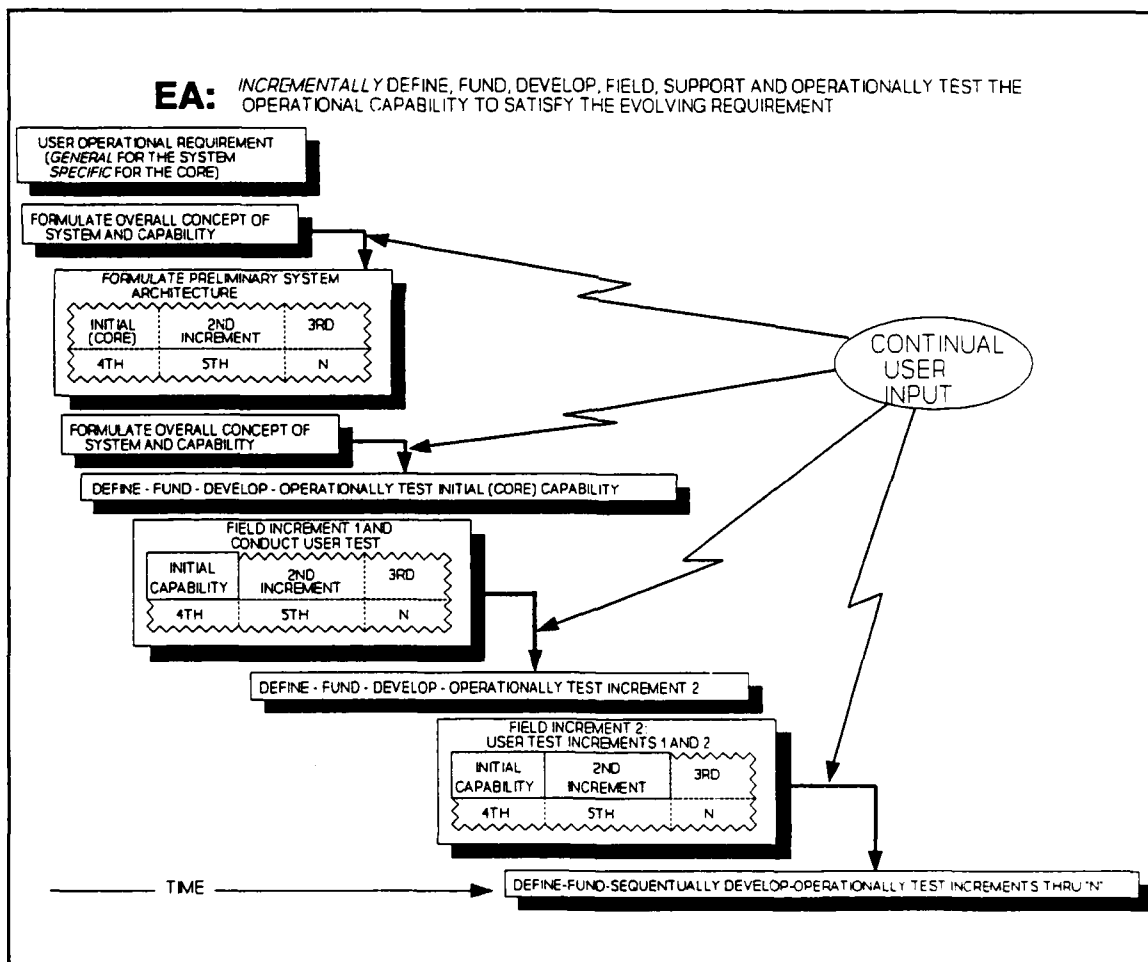 EA: INCREMENTALLY DEFINE, FUND, DEVELOP, FIELD, SUPPORT AND OPERATIONALLY TEST THE
OPERATIONAL CAPABILITY TO SATISFY THE EVOLVING REQUIREMENT
USER OPERATIONAL REQUIREMENT
(GENERAL FOR THE SYSTEM
SPECIFIC FOR THE CORE)
FORMULATE OVERALL CONCEPT OF
SYSTEM AND CAPABILITY
FORMULATE PRELIMINARY SYSTEM
ARCHITECTURE
INITIAL
(CORE)
2ND
INCREMENT
3RD
4TH
5TH
N
CONTINUAL
USER
INPUT
FORMULATE OVERALL CONCEPT OF
SYSTEM AND CAPABILITY
DEFINE - FUND - DEVELOP - OPERATIONALLY TEST INITIAL (CORE) CAPABILITY
FIELD INCREMENT 1 AND
CONDUCT USER TEST
INITIAL
CAPABILITY
2ND
INCREMENT
3RD
4TH
5TH
N
DEFINE - FUND - DEVELOP - OPERATIONALLY TEST INCREMENT 2
FIELD INCREMENT 2:
USER TEST INCREMENTS 1 AND 2
INITIAL
CAPABILITY
2ND
INCREMENT
3RD
4TH
5TH
N
TIME
DEFINE-FUND-SEQUENTUALLY DEVELOP-OPERATIONALLY TEST INCREMENTS THRU "N"